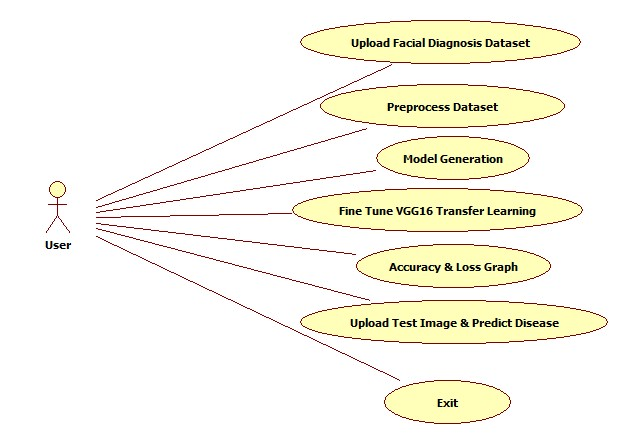 Upload Facial Diagnosis Dataset
Preprocess Dataset
Model Generation
Fine Tune VGG16 Transfer Learning
User
Accuracy & Loss Graph
Upload Test Image & Predict Disease
Exit